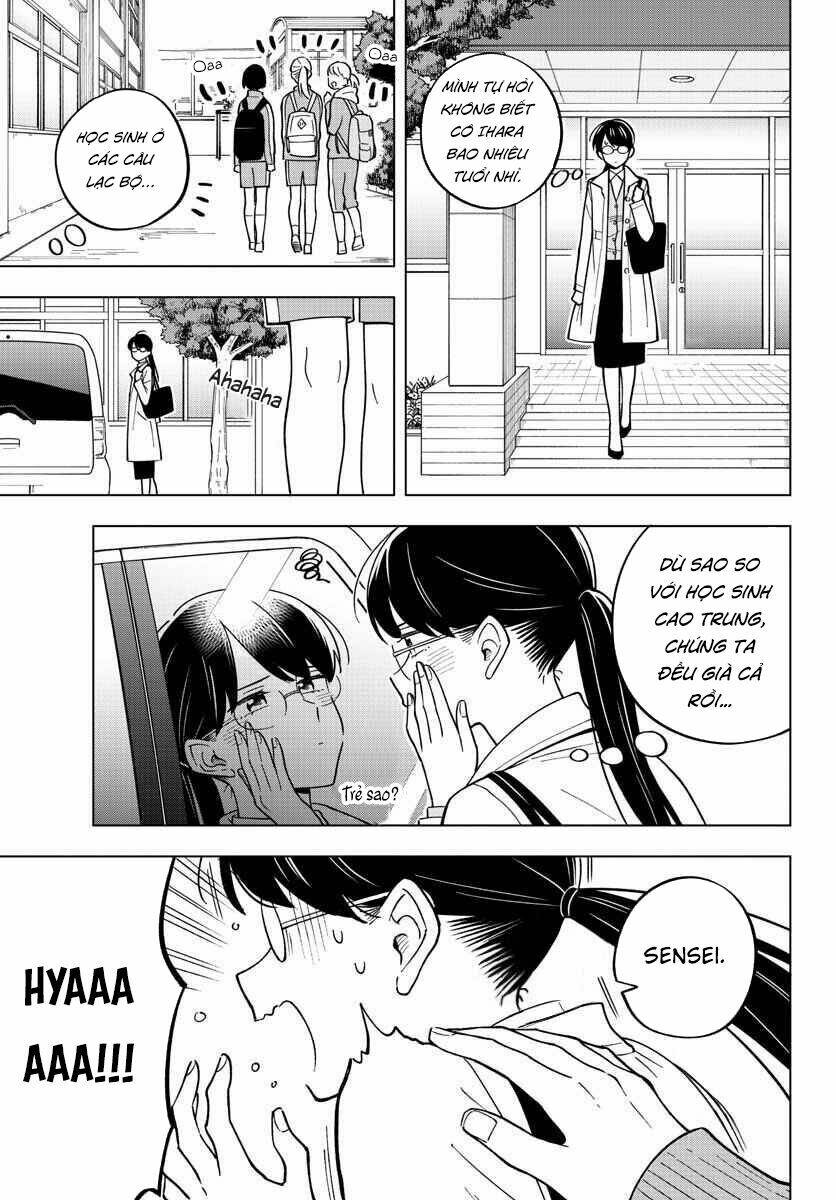 MÌNH TỰ HỎI
KHÔNG BIẾT
CÓ IHARA
BAO NHIÊU
TUỔI NHỈ.
Oaa
Oaa
HỌC SINH Ở
CÁC CÂU
LẠC BỘ...
Ahahaha
DÙ SAO SO
VỚI HỌC SINH
CAO TRUNG,
CHÚNG TA
ĐỀU GIÀ CẢ
RỒI...
Trẻ sao?
SENSEI.
HYAAA
AAA!!!